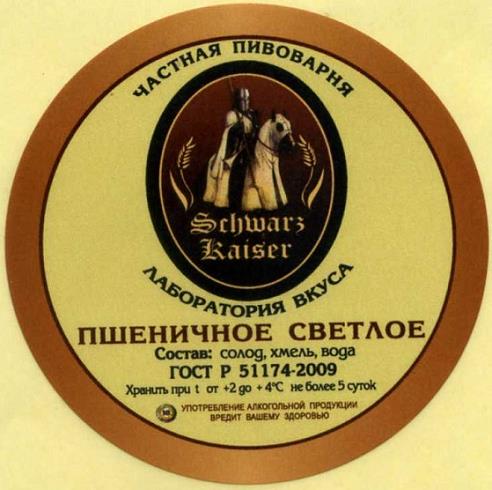 ЧАСТНАЯ ПИВОВАРНЯ
Schwarz
Kaiser
ЛАБОРАТОРИЯ ВКУСА
ПШЕНИЧНОЕ СВЕТЛОЕ
Состав: солод, хмель, вода
ГОСТ Р 51174-2009
Хранить при t от +2 до +4°С не более 5 суток
УПОТРЕБЛЕНИЕ АЛКОГОЛЬНОЙ ПРОДУКЦИИ
ВРЕДИТ ВАШЕМУ ЗДОРОВЬЮ